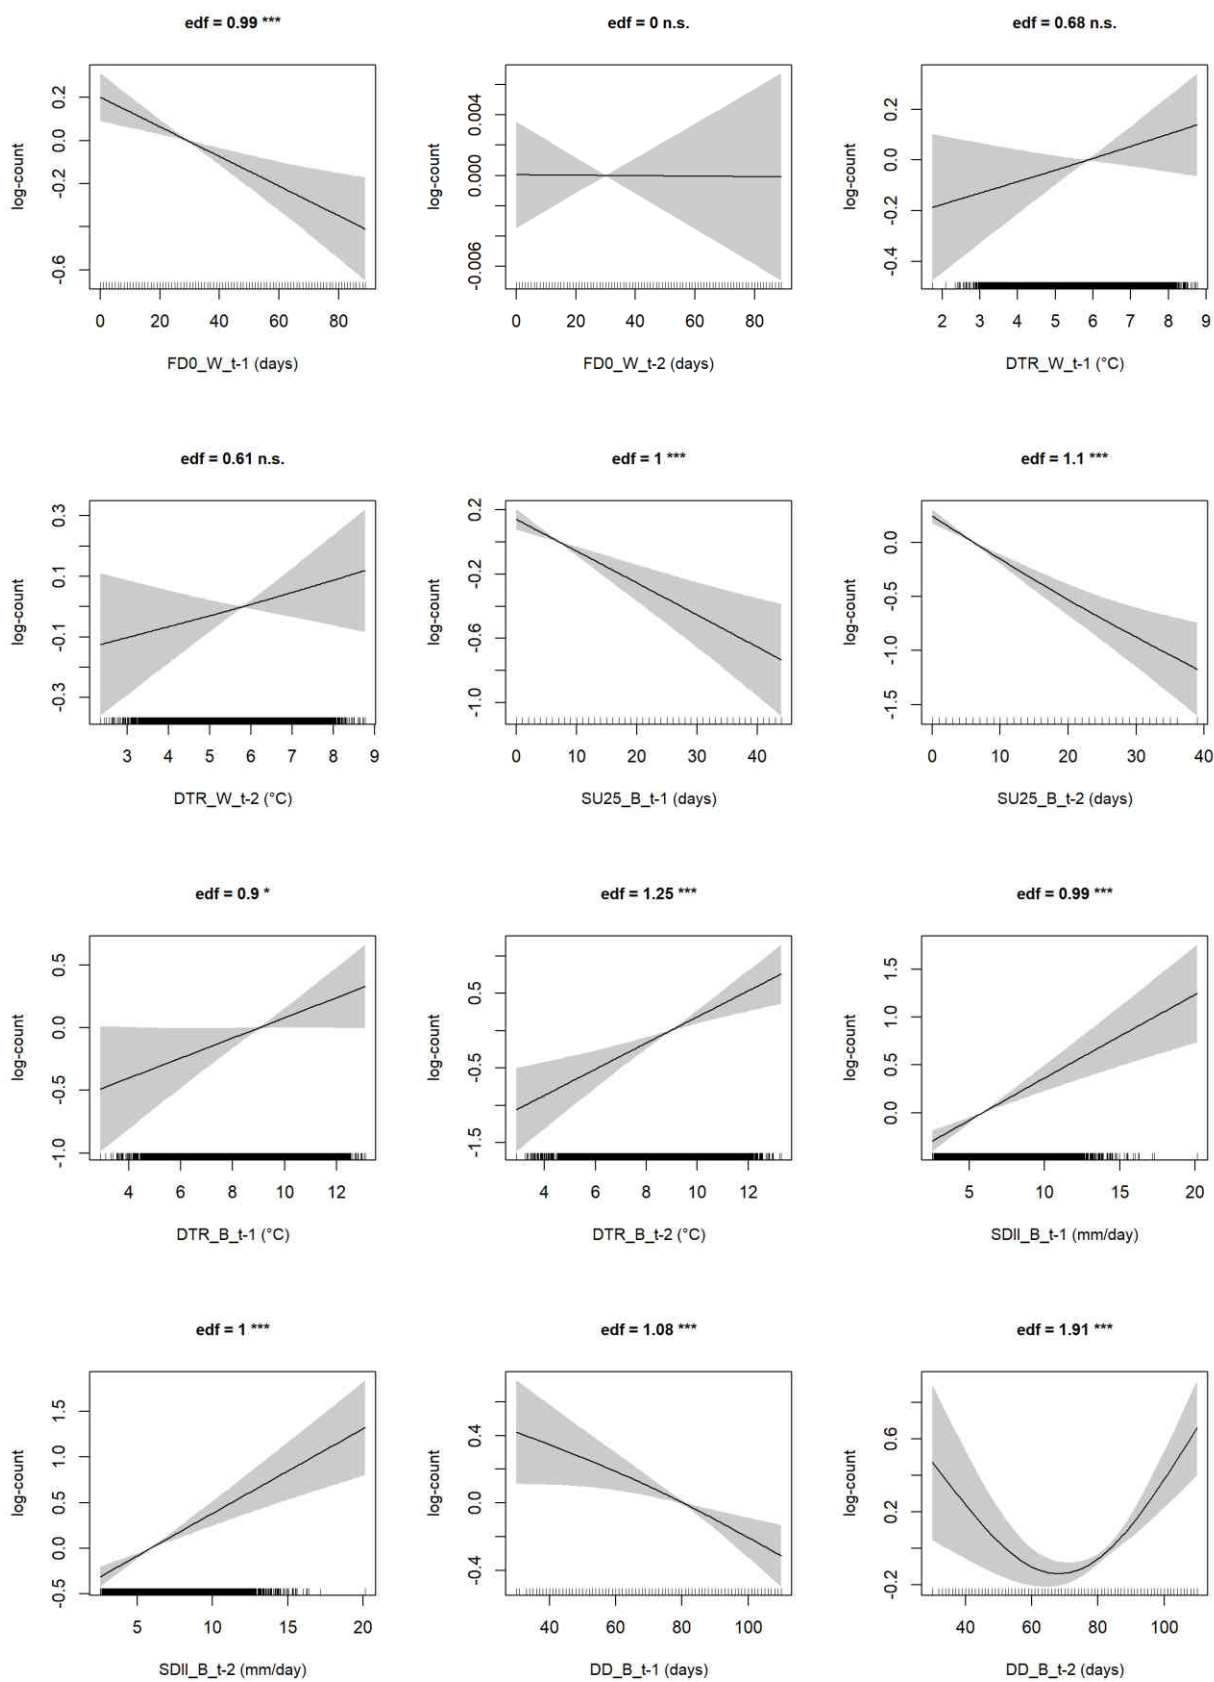 edf = 0.99 ***
edf = 0 n.s.
edf = 0.68 n.s.
log-count
0.2
0.0
-0.2
-0.6
0 20 40 60 80
FD0_W_t-1 (days)
log-count
0.004
0.000
-0.006
0 20 40 60 80
FD0_W_t-2 (days)
log-count
0.2
0.0
-0.2
-0.4
2 3 4 5 6 7 8 9
DTR_W_t-1 (°C)
edf = 0.61 n.s.
edf = 1 ***
edf = 1.1 ***
log-count
0.3
0.1
-0.1
-0.3
3 4 5 6 7 8 9
DTR_W_t-2 (°C)
log-count
0.2
-0.2
-0.6
-1.0
0 10 20 30 40
SU25_B_t-1 (days)
log-count
0.0
-0.5
-1.0
-1.5
0 10 20 30 40
SU25_B_t-2 (days)
edf = 0.9 *
edf = 1.25 ***
edf = 0.99 ***
log-count
0.5
0.0
-0.5
-1.0
4 6 8 10 12
DTR_B_t-1 (°C)
log-count
0.5
-0.5
-1.5
4 6 8 10 12
DTR_B_t-2 (°C)
log-count
1.5
1.0
0.5
0.0
5 10 15 20
SDII_B_t-1 (mm/day)
edf = 1 ***
edf = 1.08 ***
edf = 1.91 ***
log-count
1.5
1.0
0.5
0.0
-0.5
5 10 15 20
SDII_B_t-2 (mm/day)
log-count
0.4
0.0
-0.4
40 60 80 100
DD_B_t-1 (days)
log-count
0.6
0.2
-0.2
40 60 80 100
DD_B_t-2 (days)